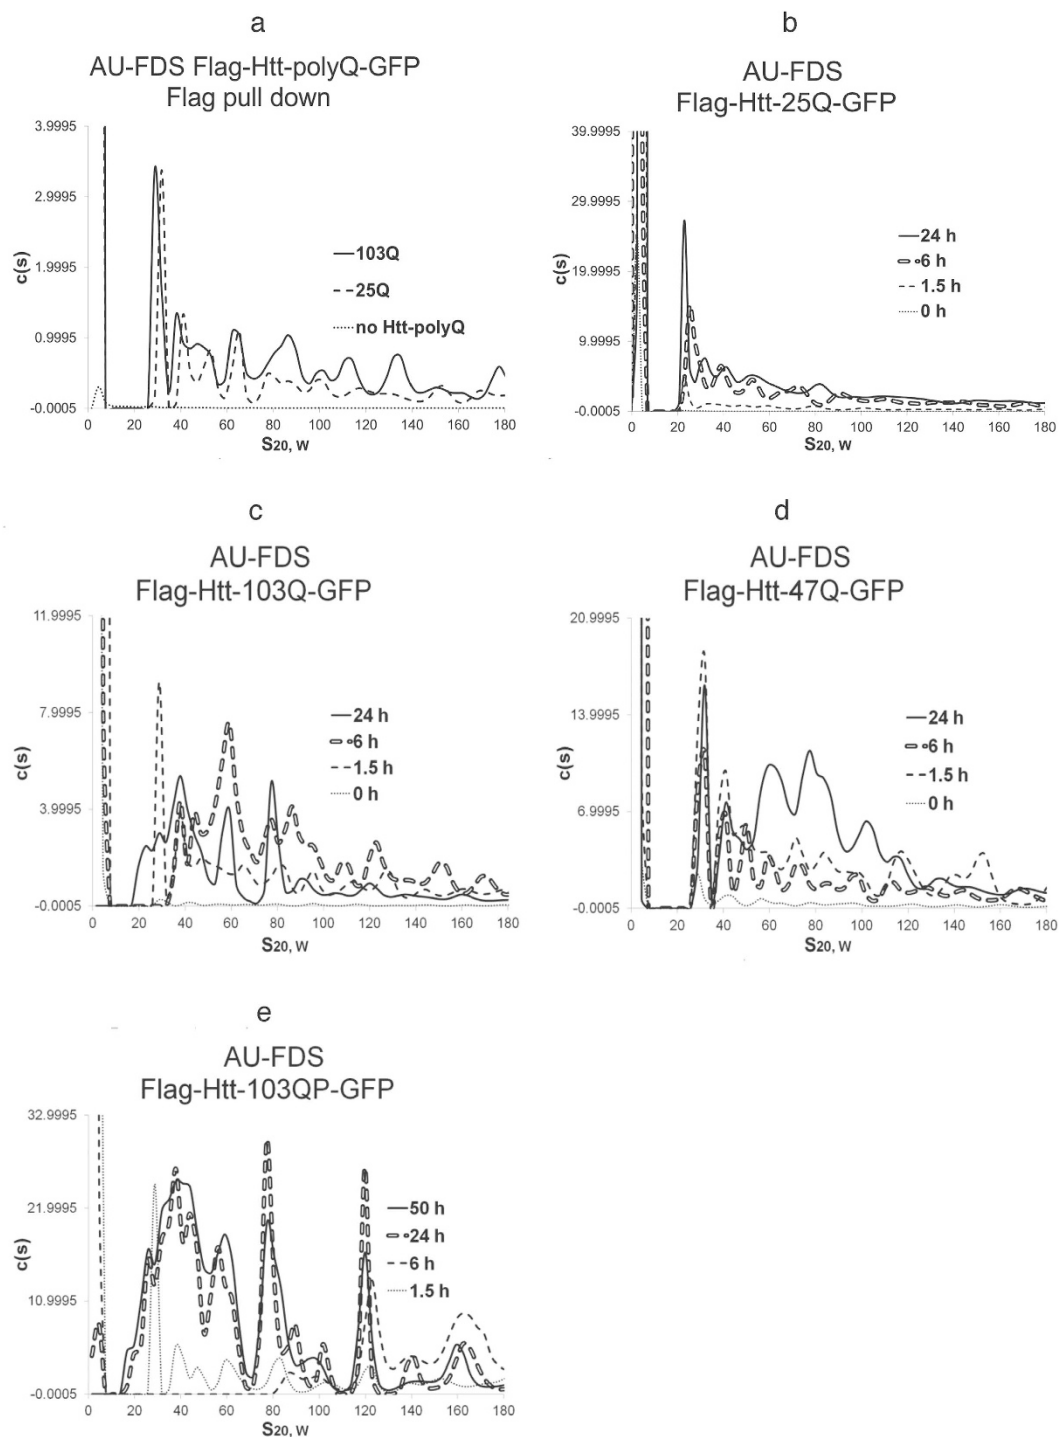 a
AU-FDS Flag-Htt-polyQ-GFP
Flag pull down
3.9995
2.9995
1.9995
0.9995
-0.0005
c(s)
103Q
25Q
no Htt-polyQ
0 20 40 60 80 100 120 140 160 180
S20, W
b
AU-FDS
Flag-Htt-25Q-GFP
39.9995
29.9995
19.9995
9.9995
-0.0005
c(s)
24 h
6 h
1.5 h
0 h
0 20 40 60 80 100 120 140 160 180
S20, W
c
AU-FDS
Flag-Htt-103Q-GFP
11.9995
7.9995
3.9995
-0.0005
c(s)
24 h
6 h
1.5 h
0 h
0 20 40 60 80 100 120 140 160 180
S20, W
d
AU-FDS
Flag-Htt-47Q-GFP
20.9995
13.9995
6.9995
-0.0005
c(s)
24 h
6 h
1.5 h
0 h
0 20 40 60 80 100 120 140 160 180
S20, W
e
AU-FDS
Flag-Htt-103QP-GFP
32.9995
21.9995
10.9995
-0.0005
c(s)
50 h
24 h
6 h
1.5 h
0 20 40 60 80 100 120 140 160 180
S20, W